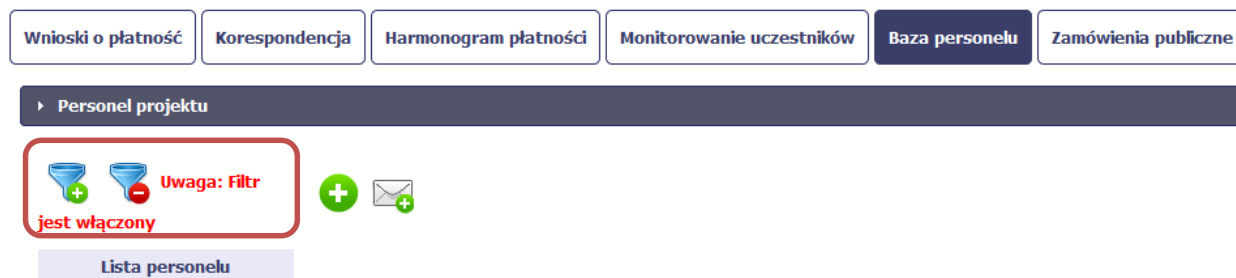 Wnioski o płatność Korespondencja Harmonogram płatności Monitorowanie uczestników Baza personelu Zamówienia publiczne
Personel projektu
Uwaga: Filtr
jest włączony
Lista personelu